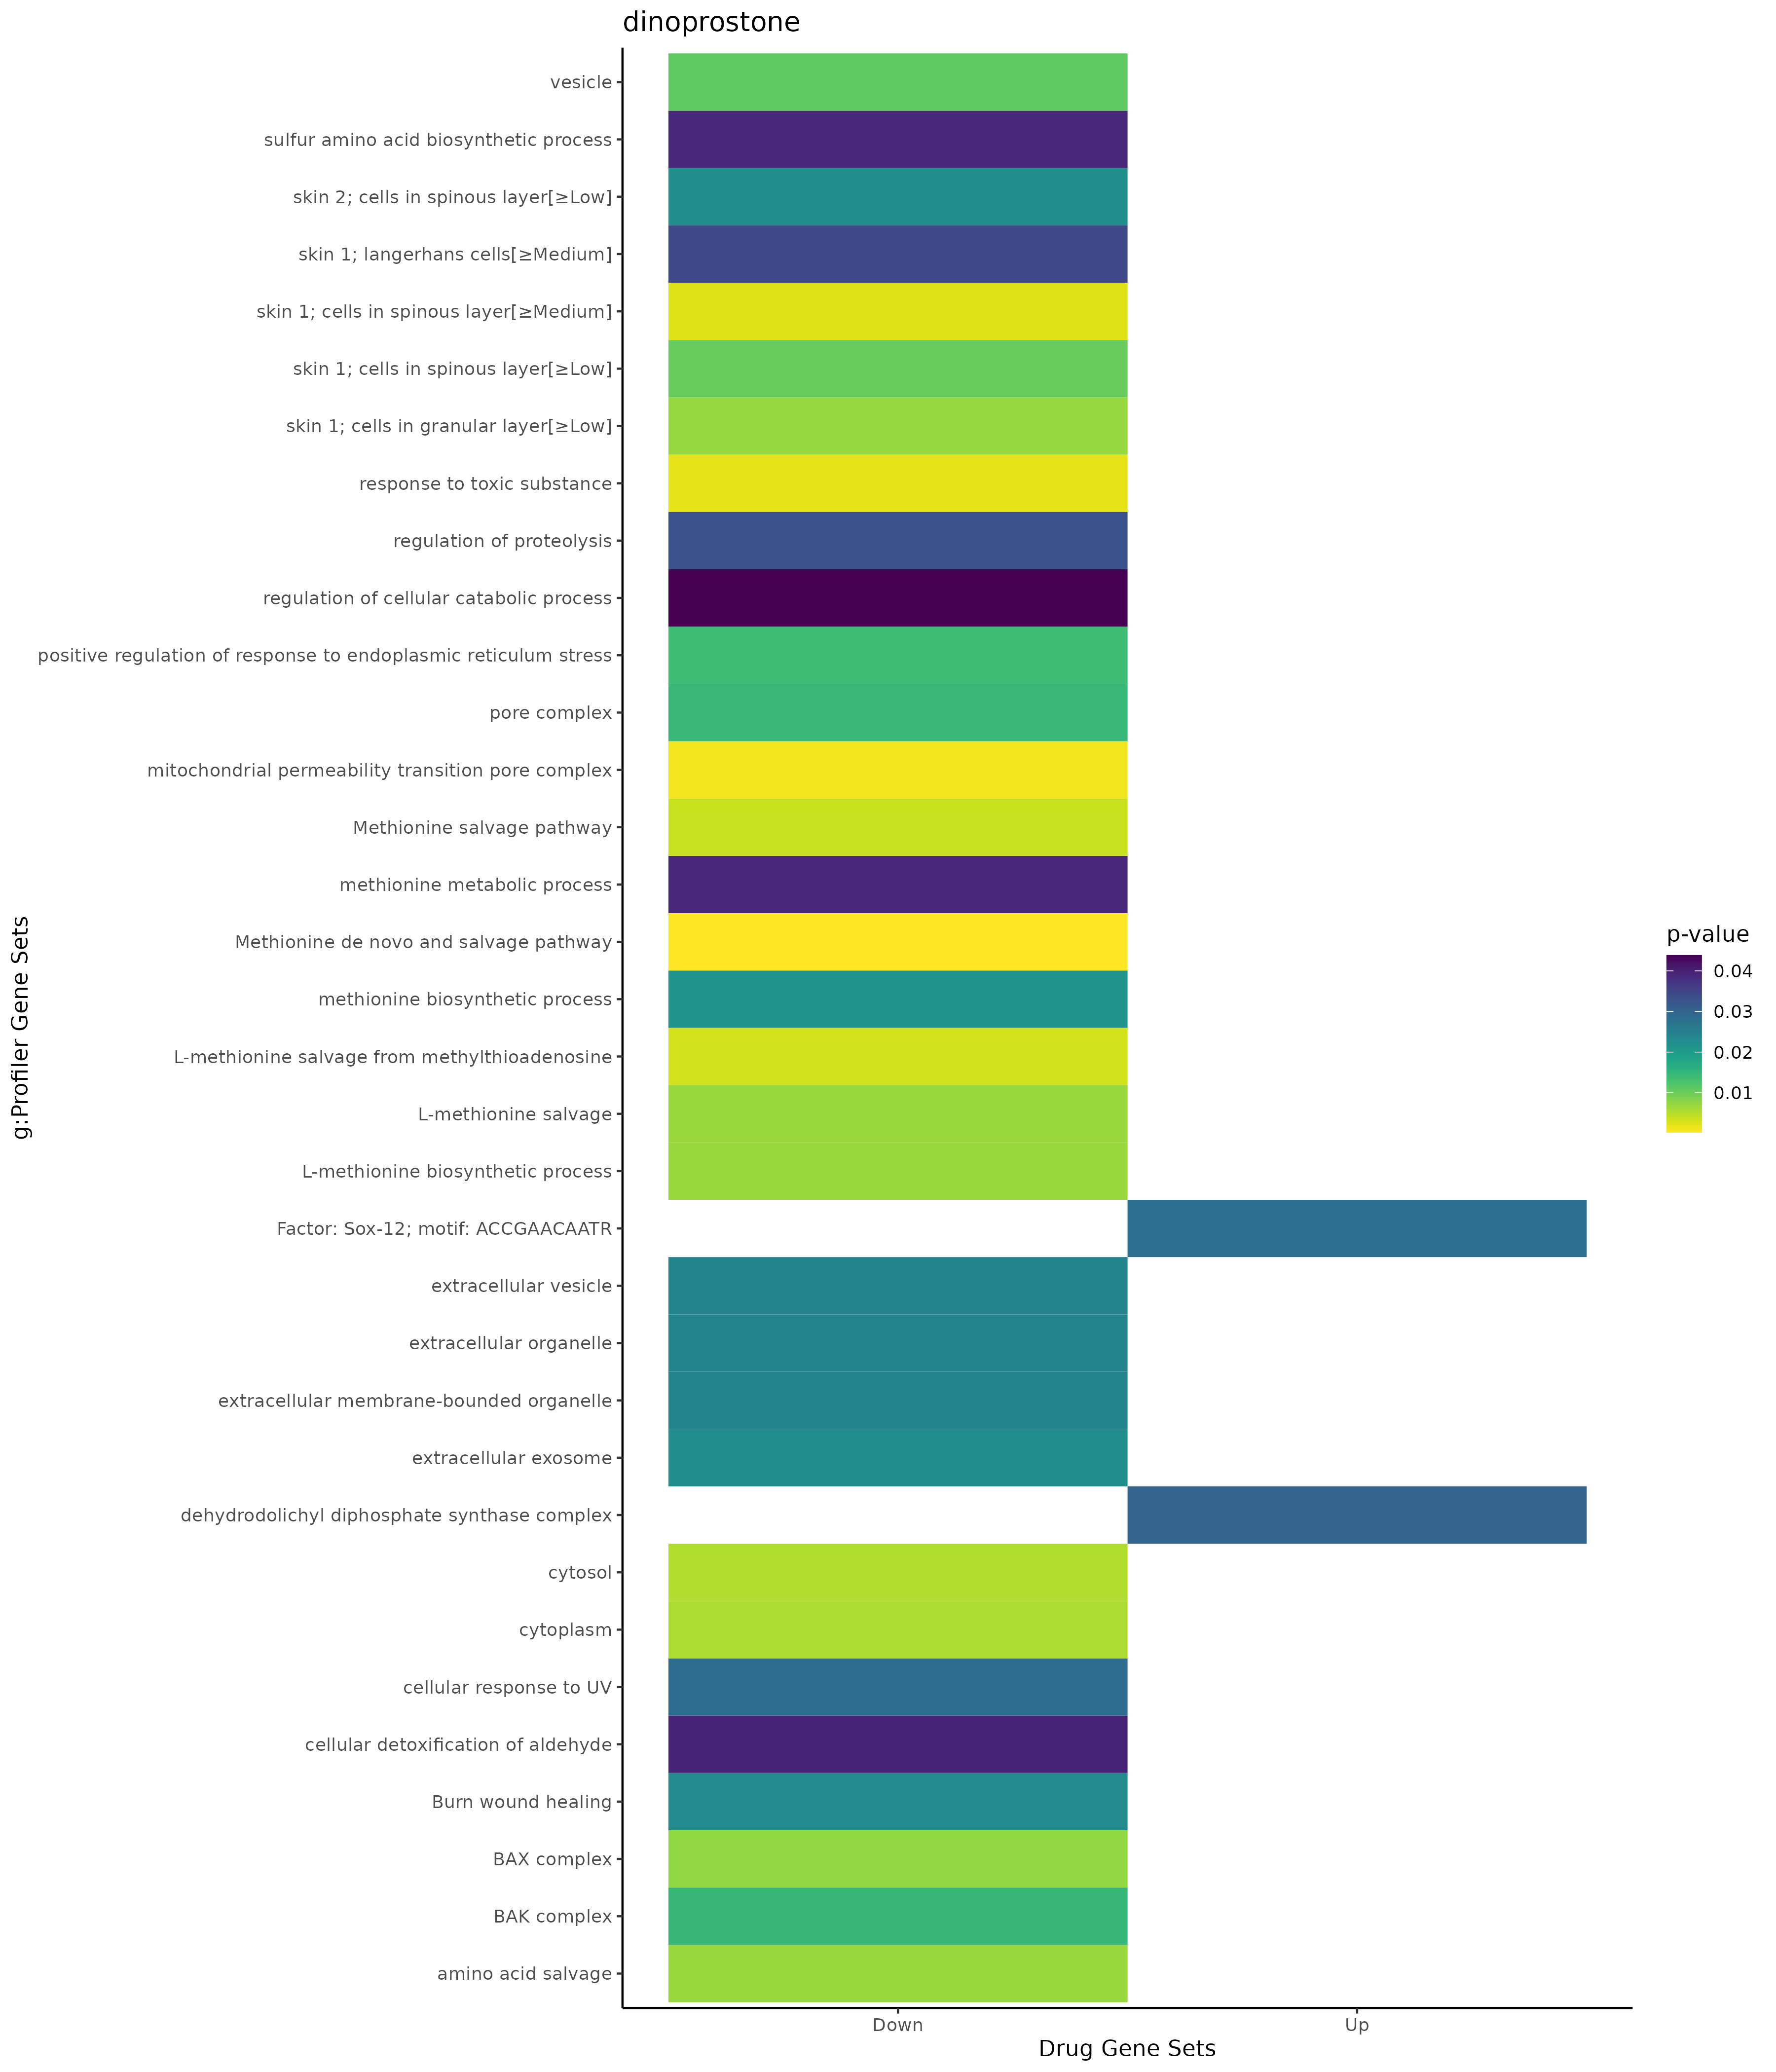 dinoprostone
vesicle
sulfur amino acid biosynthetic process
skin 2; cells in spinous layer[≥Low]
skin 1; langerhans cells[≥Medium]
skin 1; cells in spinous layer[≥Medium]
skin 1; cells in spinous layer[≥Low]
skin 1; cells in granular layer[≥Low]
response to toxic substance
regulation of proteolysis
regulation of cellular catabolic process
positive regulation of response to endoplasmic reticulum stress
pore complex
mitochondrial permeability transition pore complex
Methionine salvage pathway
methionine metabolic process
Methionine de novo and salvage pathway
methionine biosynthetic process
L-methionine salvage from methylthioadenosine
L-methionine salvage
L-methionine biosynthetic process
Factor: Sox-12; motif: ACCGAACAATR
extracellular vesicle
extracellular organelle
extracellular membrane-bounded organelle
extracellular exosome
dehydrodolichyl diphosphate synthase complex
cytosol
cytoplasm
cellular response to UV
cellular detoxification of aldehyde
Burn wound healing
BAX complex
BAK complex
amino acid salvage
g:Profiler Gene Sets
Down
Up
Drug Gene Sets
p-value
0.04
0.03
0.02
0.01